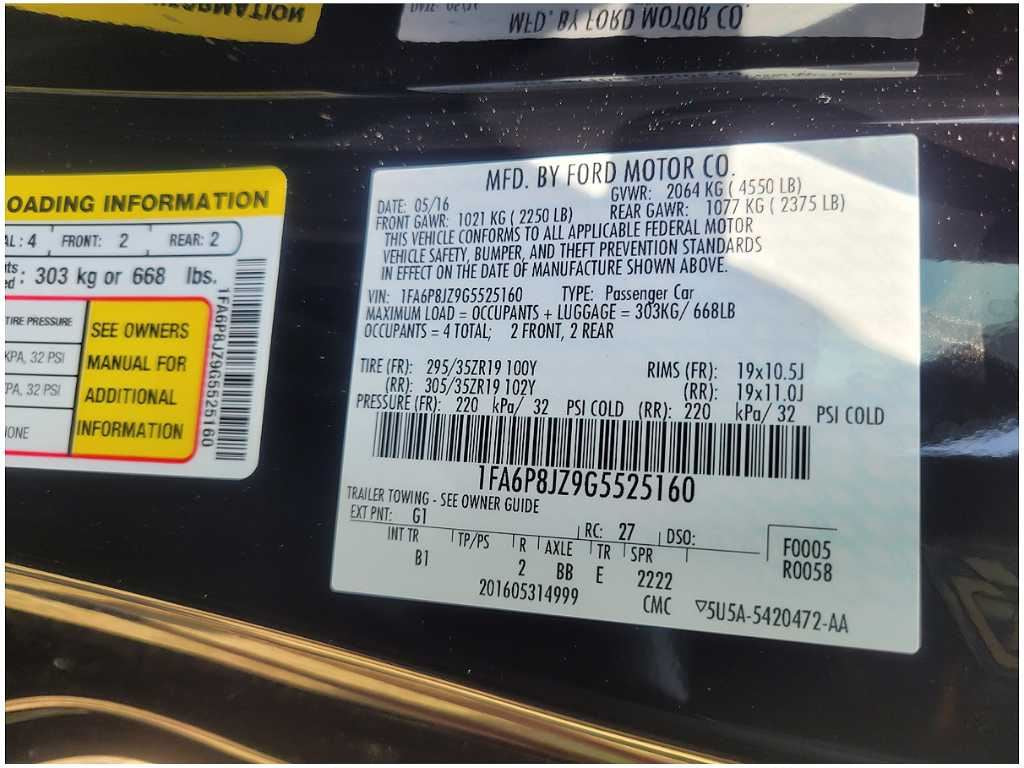 MFD. BY FORD MOTOR CO.
OADING INFORMATION
AL: 4 FRONT: 2 REAR: 2
: 303 kg or 668 lbs.
TIRE PRESSURE
KPA, 32 PSI
PA, 32 PSI
SEE OWNERS
MANUAL FOR
ADDITIONAL
INFORMATION
1FA6P8JZ9G5525160
MFD. BY FORD MOTOR CO.
DATE: 05/16 GVWR: 2064 KG ( 4550 LB)
FRONT GAWR: 1021 KG ( 2250 LB) REAR GAWR: 1077 KG ( 2375 LB)
THIS VEHICLE CONFORMS TO ALL APPLICABLE FEDERAL MOTOR
VEHICLE SAFETY, BUMPER, AND THEFT PREVENTION STANDARDS
IN EFFECT ON THE DATE OF MANUFACTURE SHOWN ABOVE.
VIN: 1FA6P8JZ9G5525160 TYPE: Passenger Car
MAXIMUM LOAD = OCCUPANTS + LUGGAGE = 303KG/ 668LB
OCCUPANTS = 4 TOTAL; 2 FRONT, 2 REAR
TIRE (FR): 295/35ZR19 100Y RIMS (FR): 19x10.5J
(RR): 305/35ZR19 102Y (RR): 19x11.0J
PRESSURE (FR): 220 kPa/ 32 PSI COLD (RR): 220 kPa/ 32 PSI COLD
1FA6P8JZ9G5525160
TRAILER TOWING - SEE OWNER GUIDE
EXT PNT: G1 RC: 27 DSO:
INT TR TP/PS R AXLE TR SPR
B1 2 BB E 2222
F0005
R0058
201605314999 CMC ▽5U5A-5420472-AA